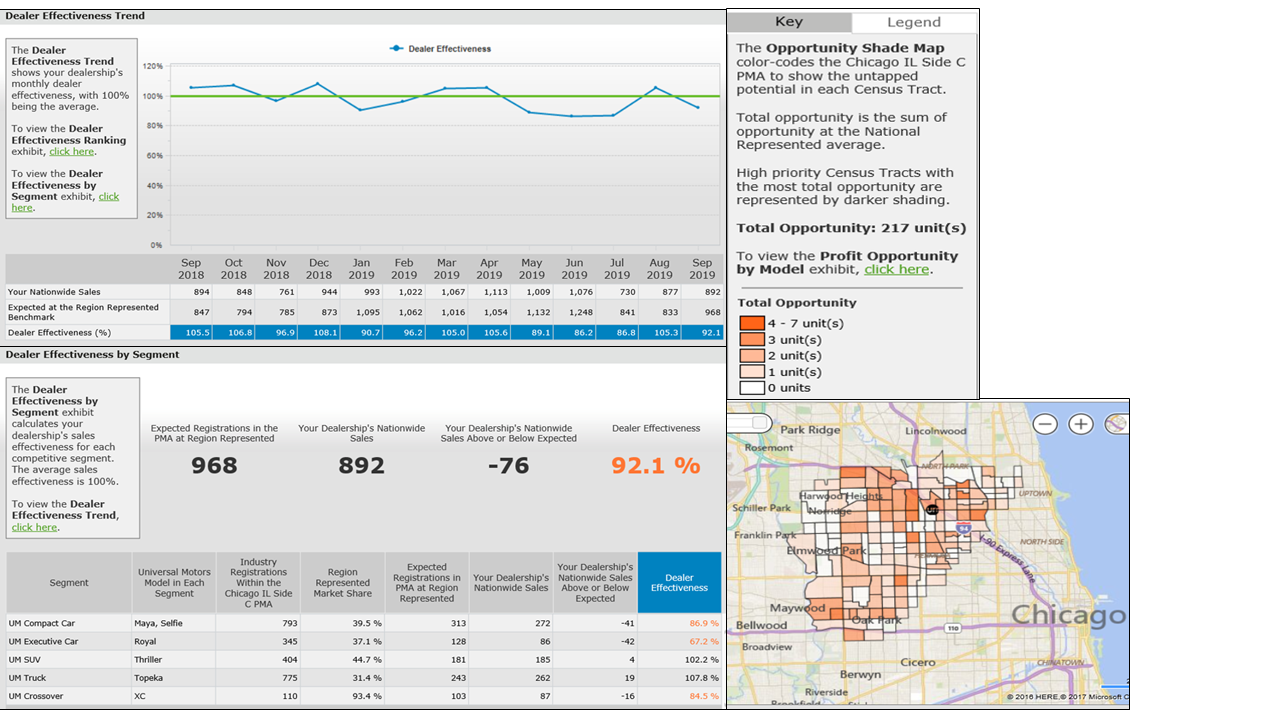 Dealer Effectiveness Trend
The Dealer
Effectiveness Trend
shows your dealership's
monthly dealer
effectiveness, with 100%
being the average.
To view the Dealer
Effectiveness Ranking
exhibit, click here.
To view the Dealer
Effectiveness by
Segment exhibit, click
here.
Dealer Effectiveness
120%
100%
80%
60%
40%
20%
0%
Sep 2018 Oct 2018 Nov 2018 Dec 2018 Jan 2019 Feb 2019 Mar 2019 Apr 2019 May 2019 Jun 2019 Jul 2019 Aug 2019 Sep 2019
Your Nationwide Sales 894 848 761 944 993 1,022 1,067 1,113 1,009 1,076 730 877 892
Expected at the Region Represented
Benchmark 847 794 785 873 1,095 1,062 1,016 1,054 1,132 1,248 841 833 968
Dealer Effectiveness (%) 105.5 106.8 96.9 108.1 90.7 96.2 105.0 105.6 89.1 86.2 86.8 105.3 92.1
Dealer Effectiveness by Segment
The Dealer
Effectiveness by
Segment exhibit
calculates your
dealership's sales
effectiveness for each
competitive segment.
The average sales
effectiveness is 100%.
To view the Dealer
Effectiveness Trend,
click here.
Expected Registrations in the
PMA at Region Represented
968
Your Dealership's Nationwide
Sales
892
Your Dealership's Nationwide
Sales Above or Below Expected
-76
Dealer Effectiveness
92.1 %
Segment
Universal Motors
Model in Each
Segment
Industry
Registrations
Within the
Chicago IL Side
C PMA
Region
Represented
Market Share
Expected
Registrations in
PMA at Region
Represented
Your Dealership's
Nationwide Sales
Your Dealership's
Nationwide Sales
Above or Below
Expected
Dealer
Effectiveness
UM Compact Car Maya, Selfie 793 39.5 % 313 272 -41 86.9 %
UM Executive Car Royal 345 37.1 % 128 86 -42 67.2 %
UM SUV Thriller 404 44.7 % 181 185 4 102.2 %
UM Truck Topeka 775 31.4 % 243 262 19 107.8 %
UM Crossover XC 110 93.4 % 103 87 -16 84.5 %
Key Legend
The Opportunity Shade Map
color-codes the Chicago IL Side C
PMA to show the untapped
potential in each Census Tract.
Total opportunity is the sum of
opportunity at the National
Represented average.
High priority Census Tracts with
the most total opportunity are
represented by darker shading.
Total Opportunity: 217 unit(s)
To view the Profit Opportunity
by Model exhibit, click here.
Total Opportunity
4 - 7 unit(s)
3 unit(s)
2 unit(s)
1 unit(s)
0 units
Park Ridge
Lincolnwood
Rosemont
NORTH PARK
Harwood Heights
UPTOWN
Schiller Park
Norridge
Franklin Park
NORTH SIDE
I-90 Express Lane
Elmwood Park
Maywood
Chicago
Oak Park
Bellwood
110
Broadview
Cicero
CHINATOWN
Berwyn
Riverside
© 2016 HERE,© 2017 Microsoft C